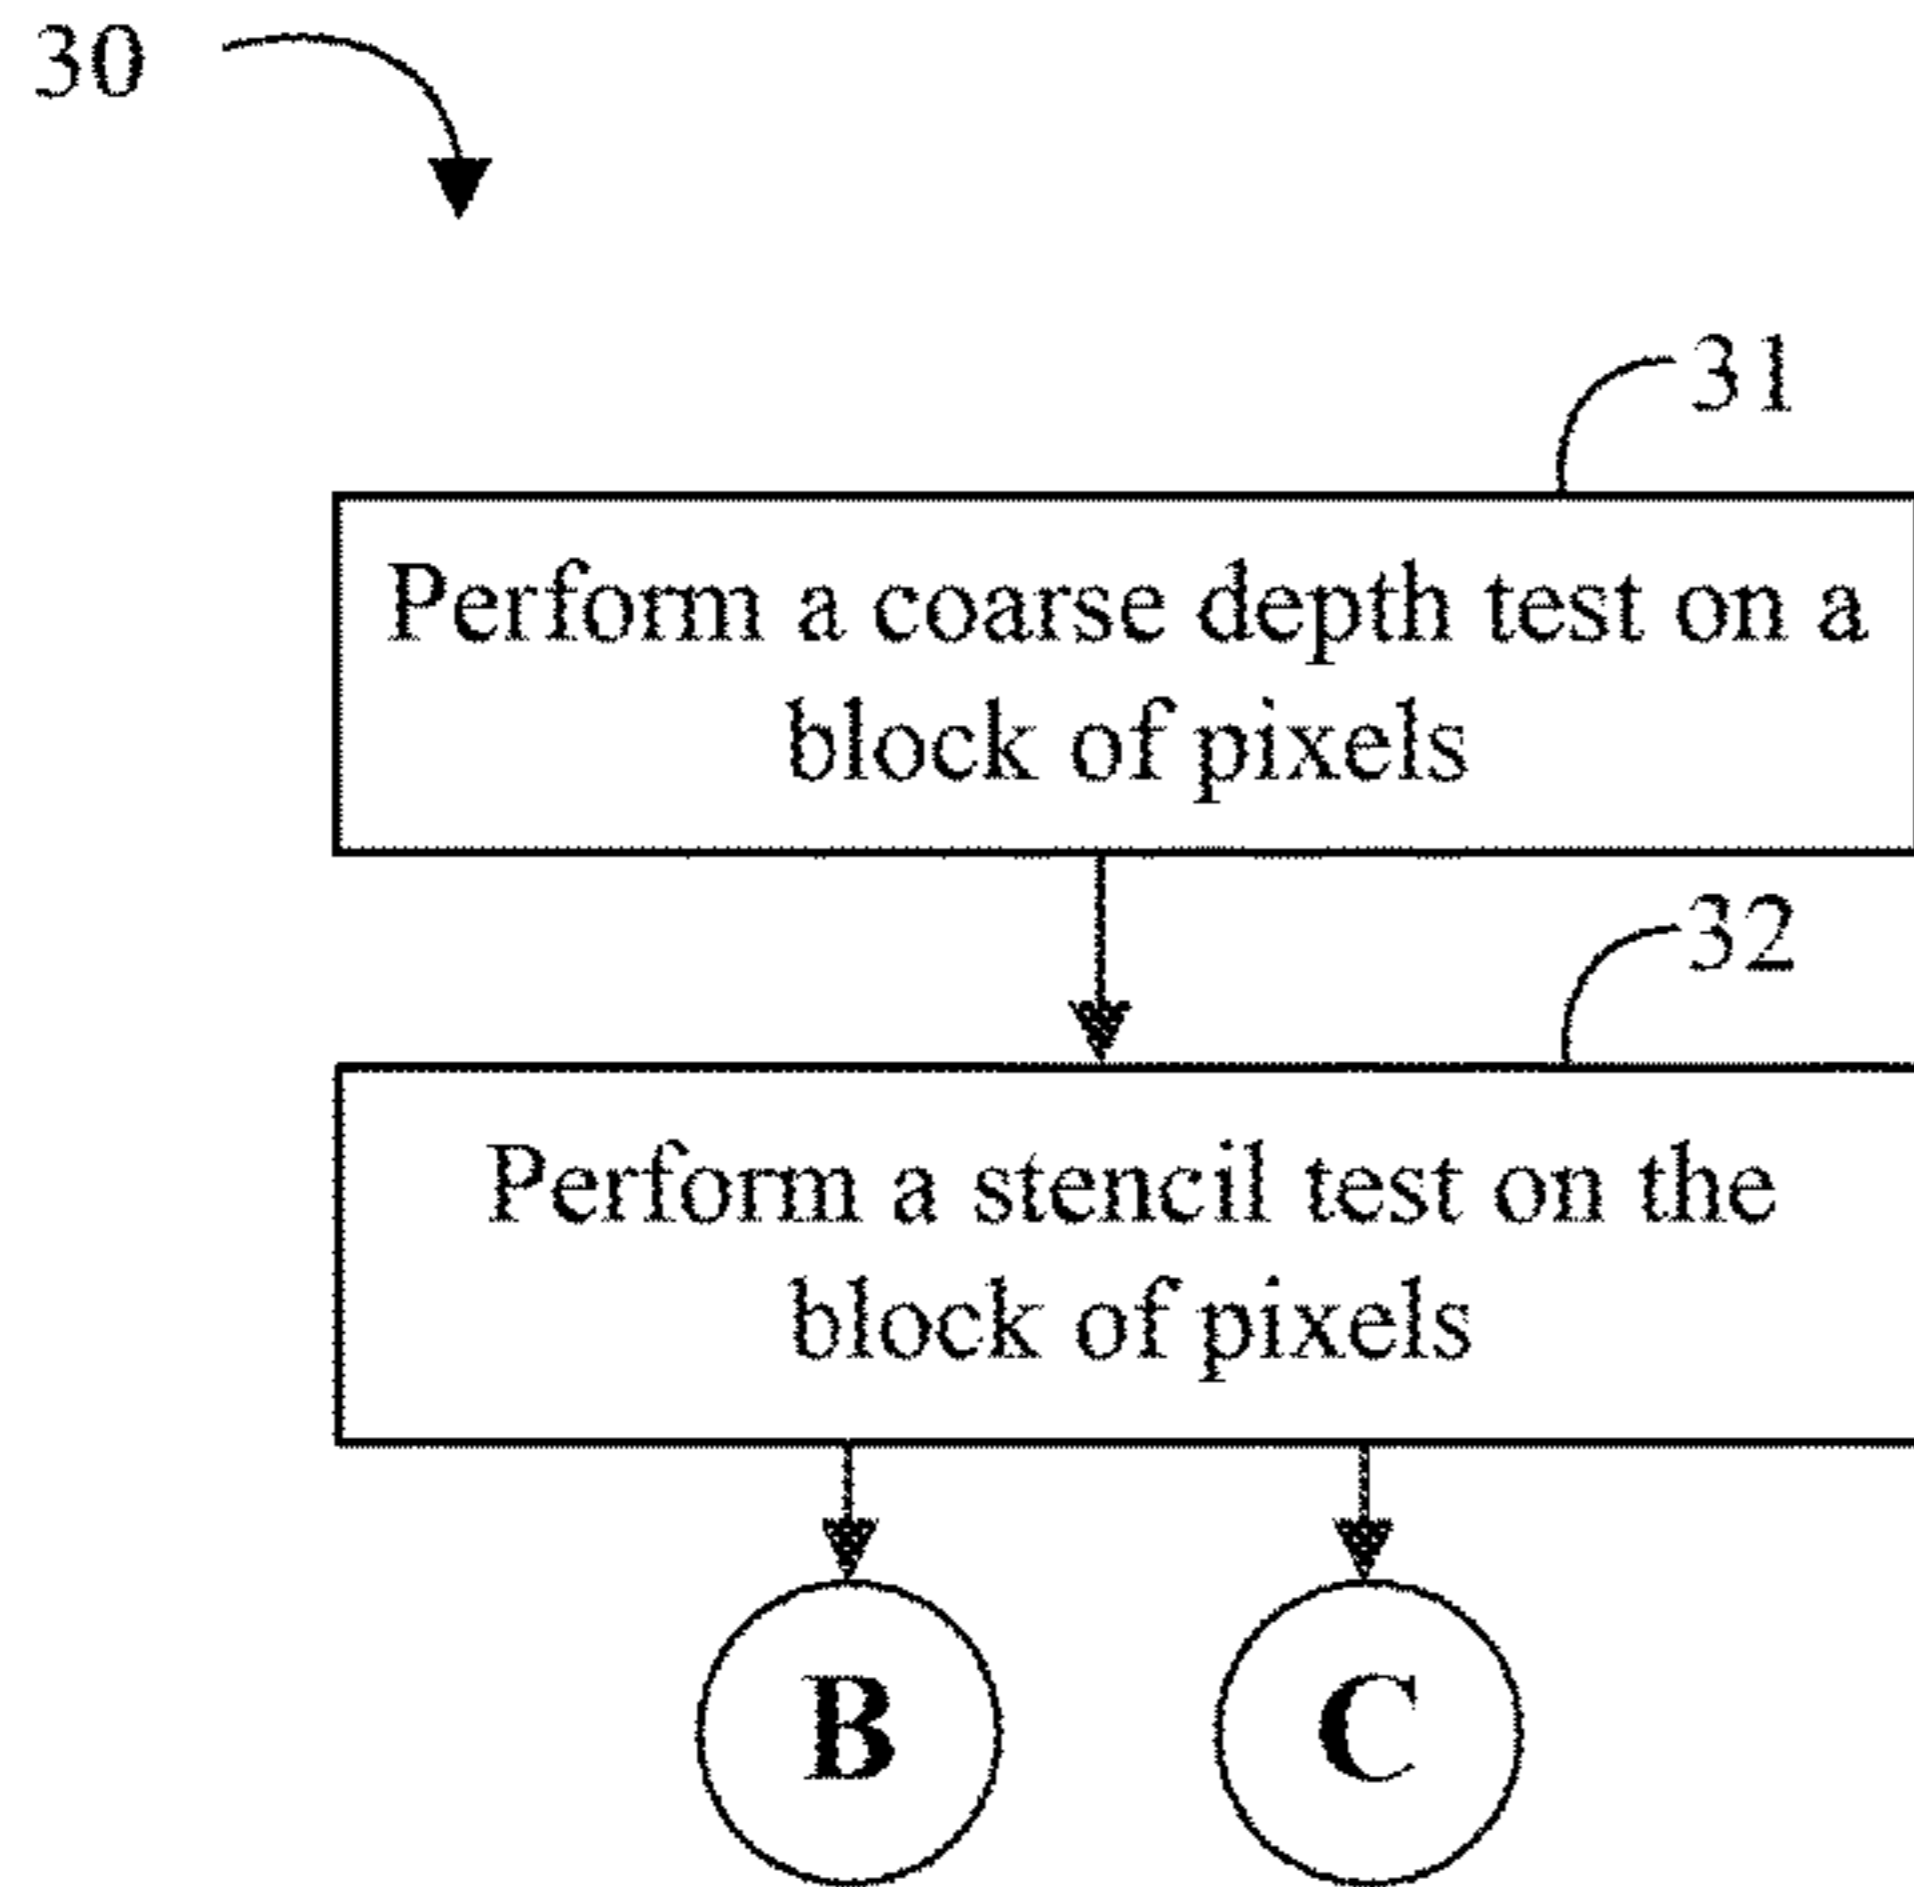 30
31
Perform a coarse depth test on a
block of pixels
32
Perform a stencil test on the
block of pixels
B
C